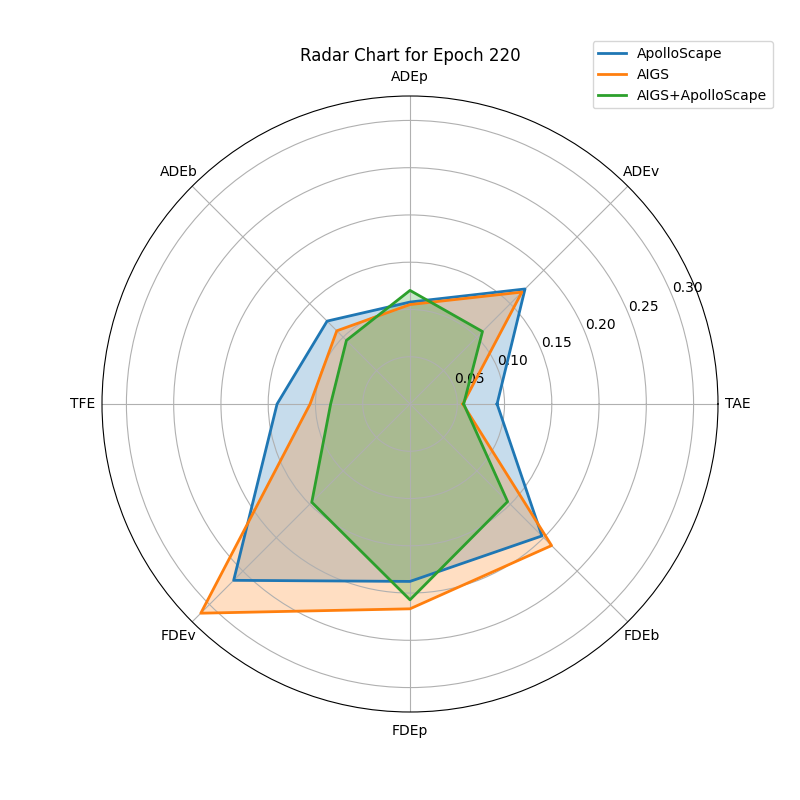 Radar Chart for Epoch 220
ApolloScape
AIGS
AIGS+ApolloScape
ADEp
ADEb
ADEv
0.30
0.25
0.20
0.15
0.10
0.05
TFE
TAE
FDEv
FDEb
FDEp